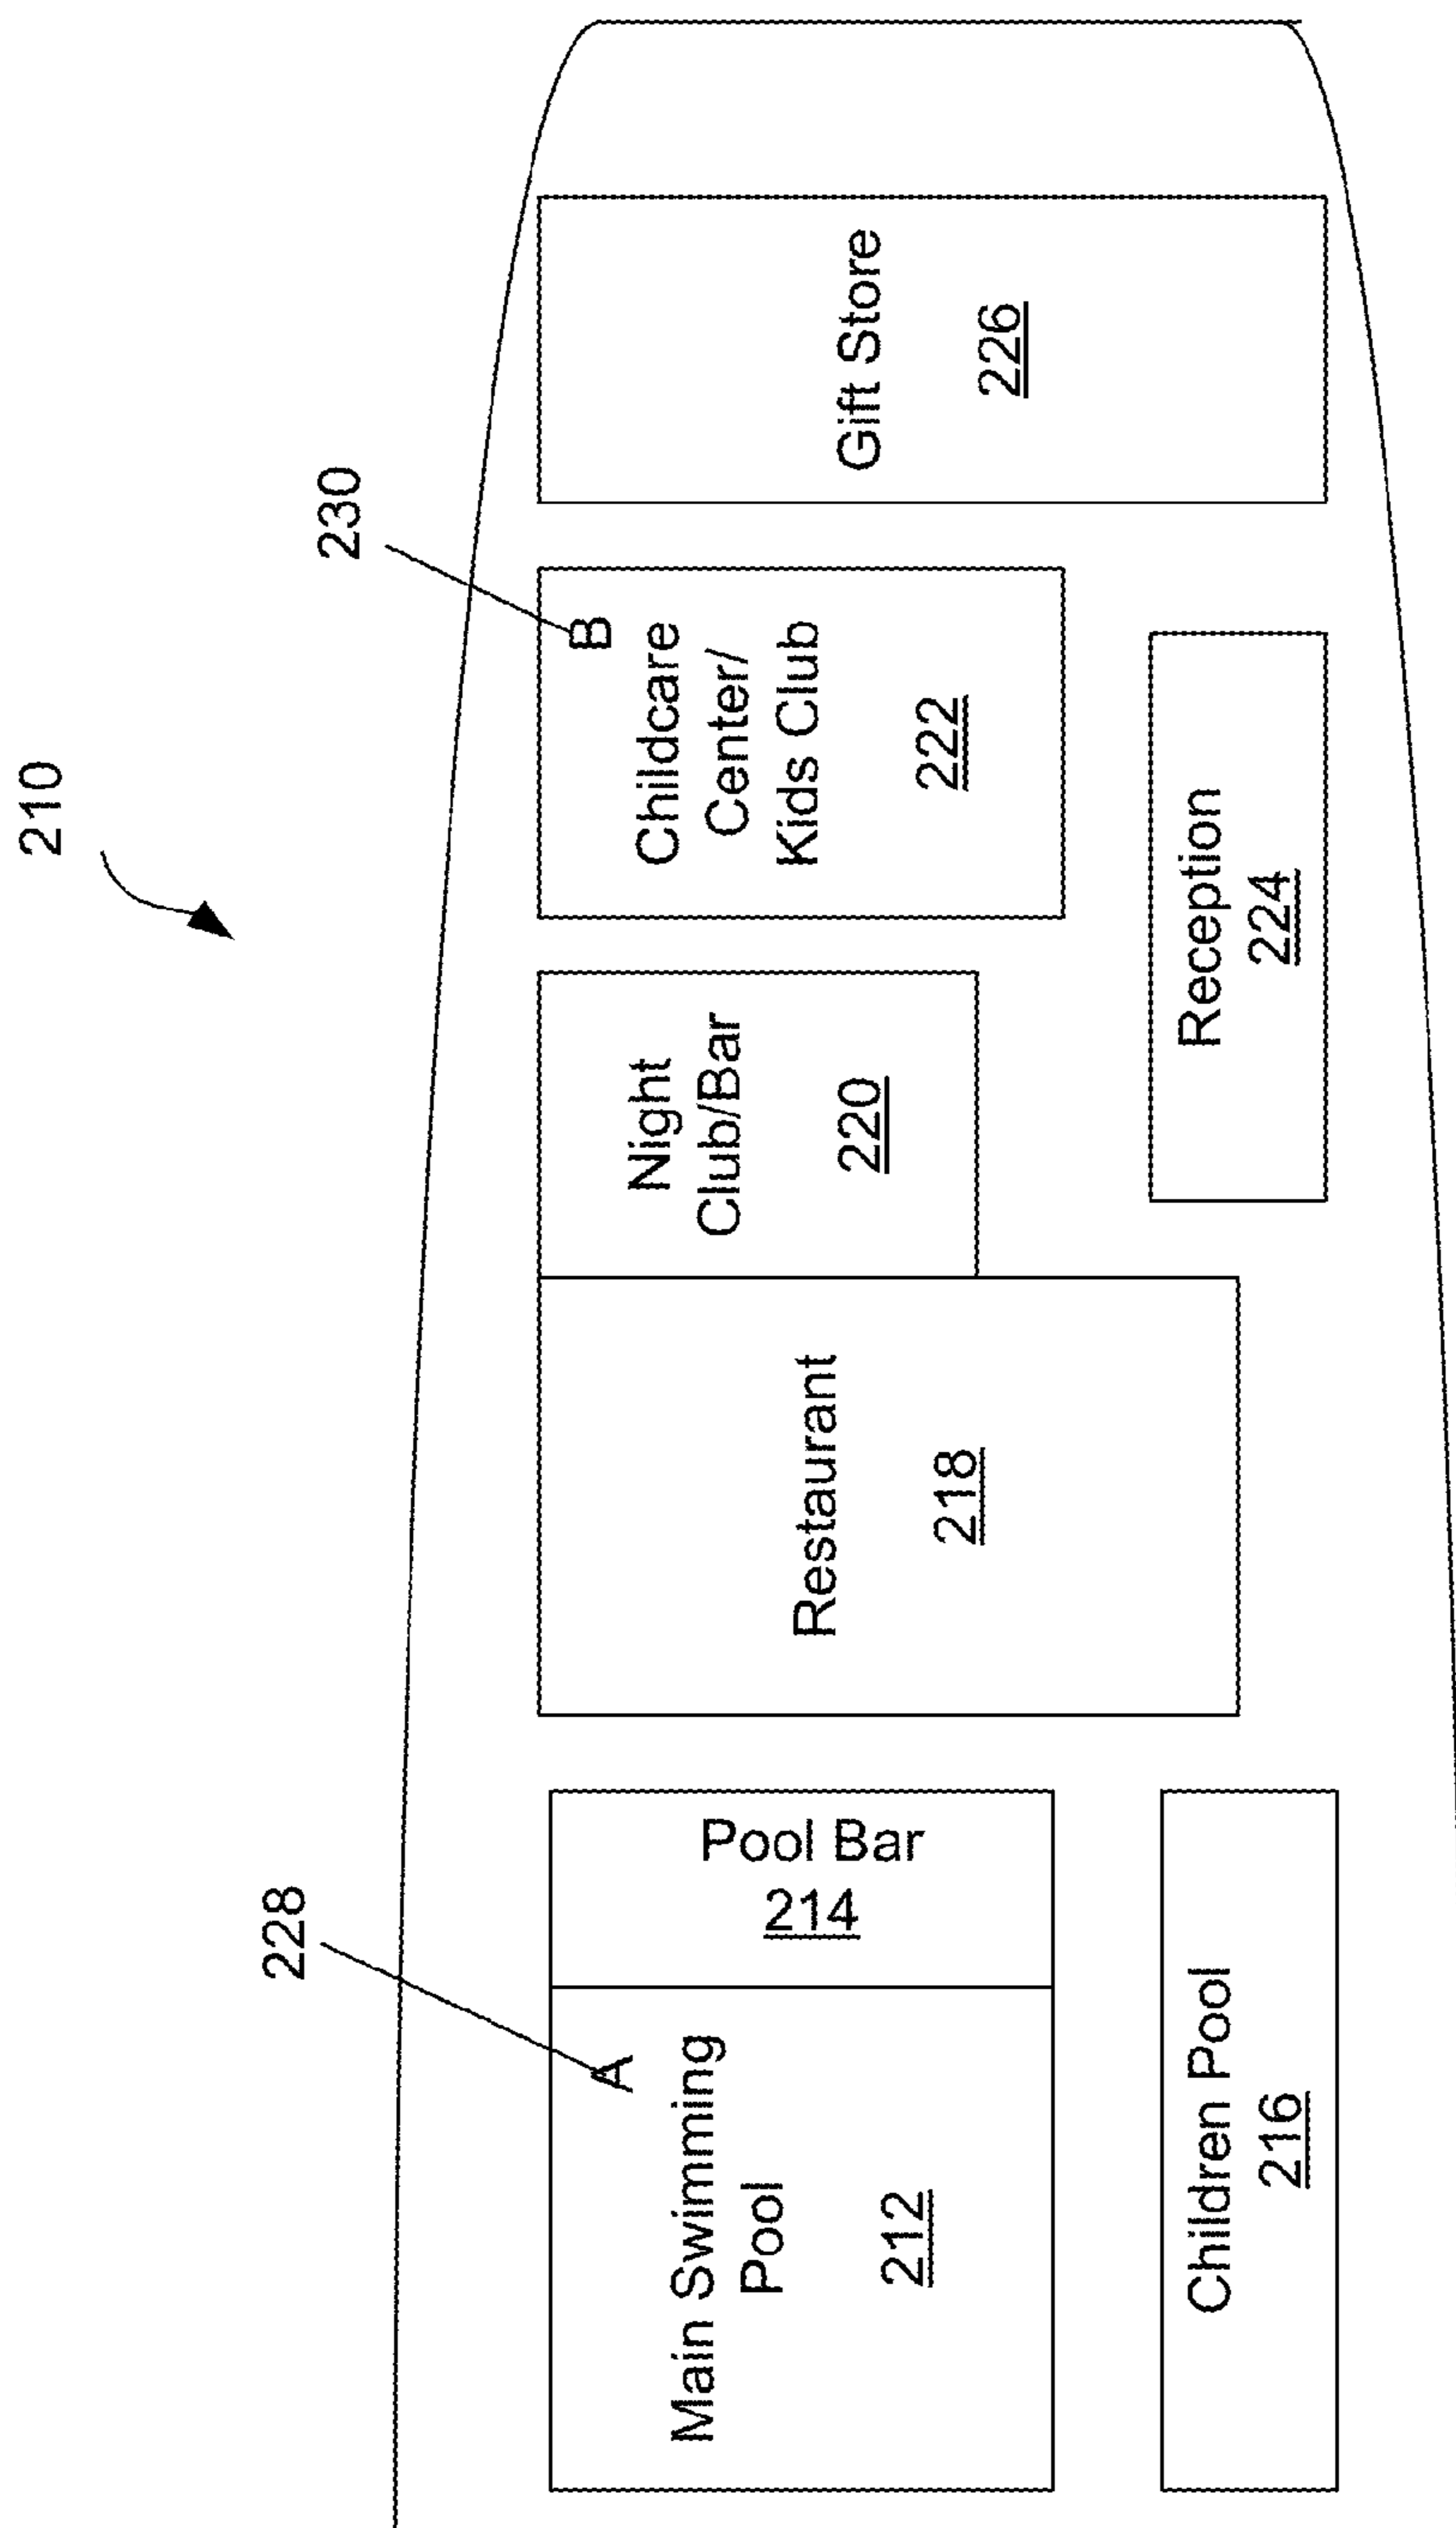 210
228
230
A
Main Swimming
Pool
212
Pool Bar
214
Children Pool
216
Restaurant
218
Night
Club/Bar
220
B
Childcare
Center/
Kids Club
222
Reception
224
Gift Store
226